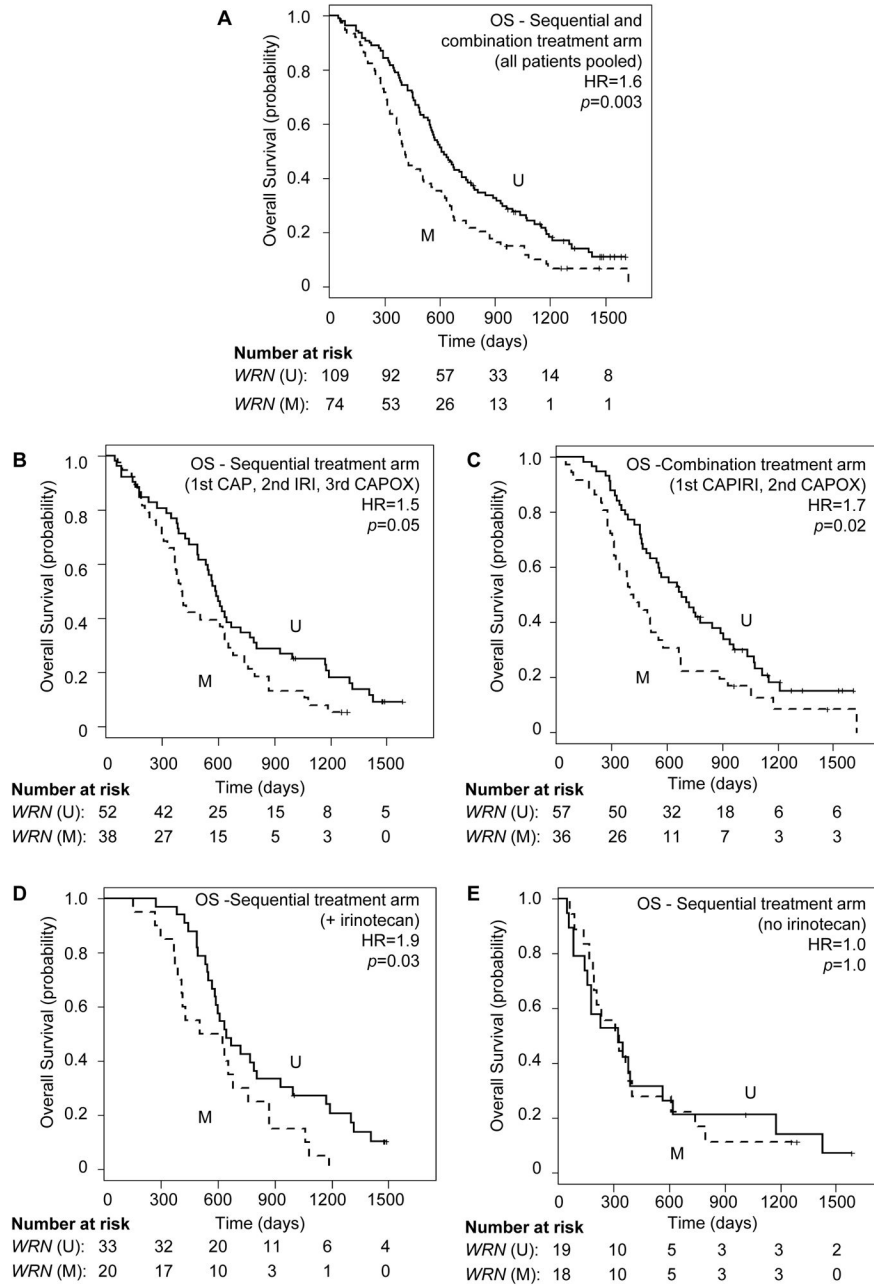 A
OS - Sequential and
combination treatment arm
(all patients pooled)
HR=1.6
p=0.003
Overall Survival (probability)
1.0
0.8
0.6
0.4
0.2
0
U
M
0 300 600 900 1200 1500
Time (days)
Number at risk
WRN (U): 109 92 57 33 14 8
WRN (M): 74 53 26 13 1 1
B
OS - Sequential treatment arm
(1st CAP, 2nd IRI, 3rd CAPOX)
HR=1.5
p=0.05
Overall Survival (probability)
1.0
0.8
0.6
0.4
0.2
0
U
M
0 300 600 900 1200 1500
Time (days)
Number at risk
WRN (U): 52 42 25 15 8 5
WRN (M): 38 27 15 5 3 0
C
OS -Combination treatment arm
(1st CAPIRI, 2nd CAPOX)
HR=1.7
p=0.02
Overall Survival (probability)
1.0
0.8
0.6
0.4
0.2
0
U
M
0 300 600 900 1200 1500
Time (days)
Number at risk
WRN (U): 57 50 32 18 6 6
WRN (M): 36 26 11 7 3 3
D
OS -Sequential treatment arm
(+ irinotecan)
HR=1.9
p=0.03
Overall Survival (probability)
1.0
0.8
0.6
0.4
0.2
0
U
M
0 300 600 900 1200 1500
Time (days)
Number at risk
WRN (U): 33 32 20 11 6 4
WRN (M): 20 17 10 3 1 0
E
OS - Sequential treatment arm
(no irinotecan)
HR=1.0
p=1.0
Overall Survival (probability)
1.0
0.8
0.6
0.4
0.2
0
U
M
0 300 600 900 1200 1500
Time (days)
Number at risk
WRN (U): 19 10 5 3 3 2
WRN (M): 18 10 5 3 3 0